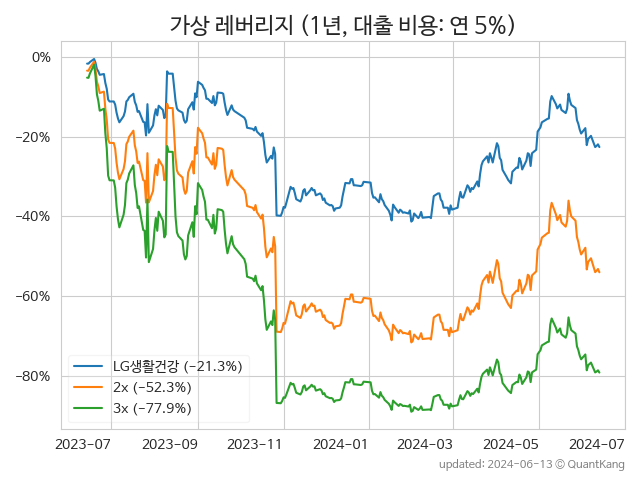 가상 레버리지 (1년, 대출 비용: 연 5%)
0%
−20%
−40%
−60%
−80%
LG생활건강 (−21.3%)
2x (−52.3%)
3x (−77.9%)
2023-07 2023-09 2023-11 2024-01 2024-03 2024-05 2024-07
updated: 2024-06-13 © QuantKang